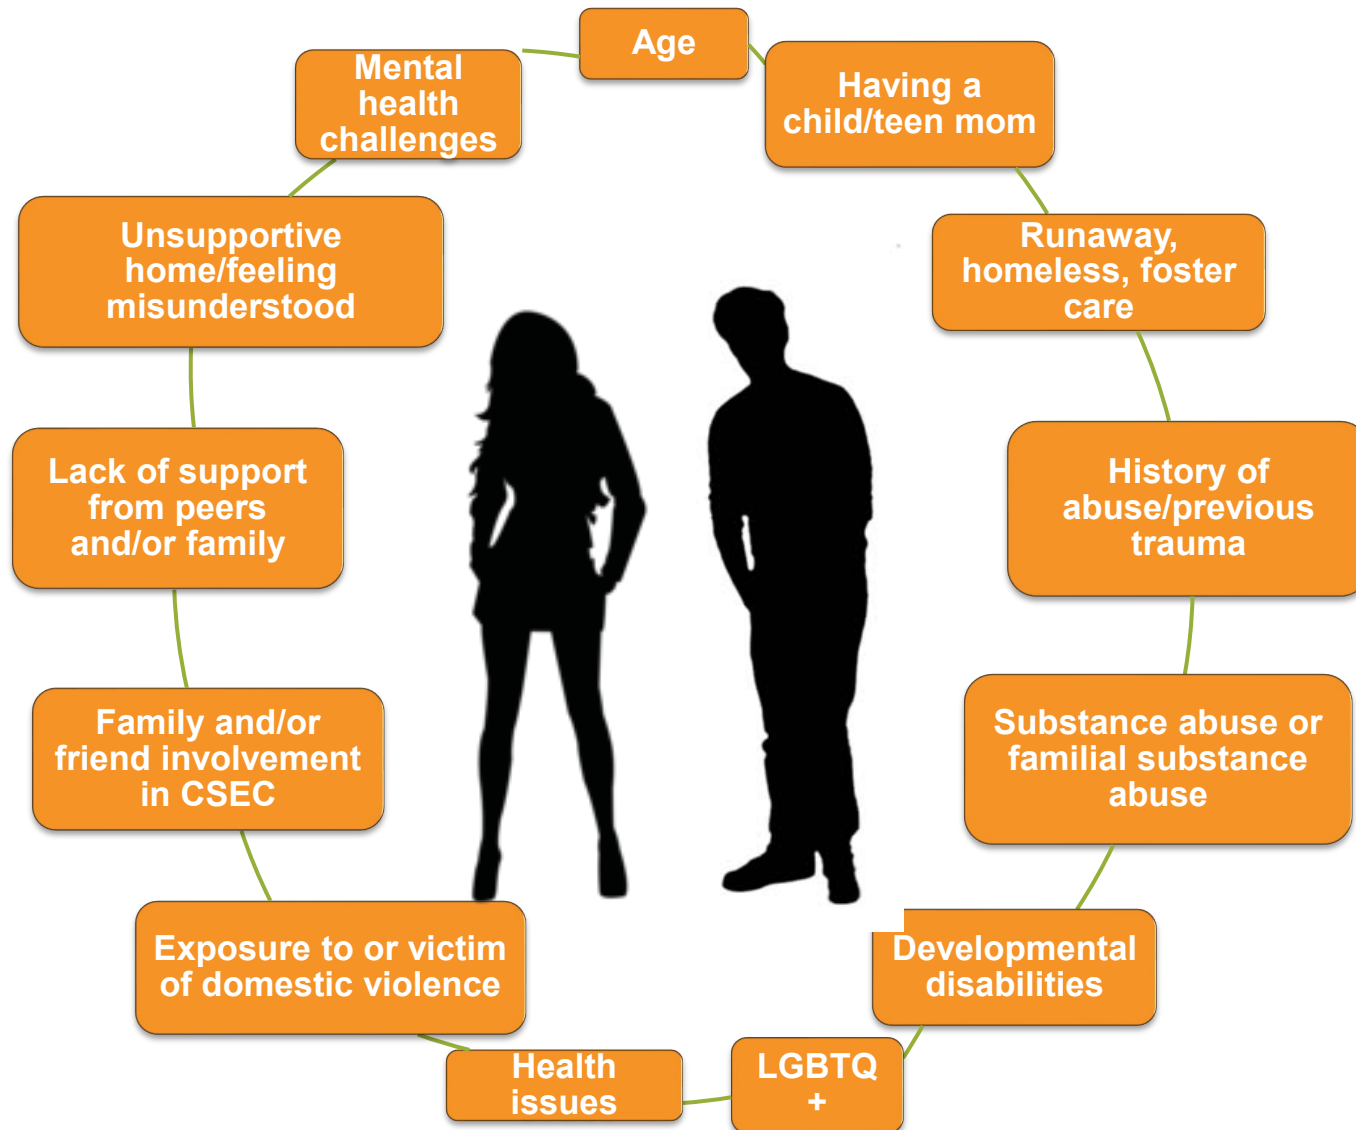 Age
Having a
child/teen mom
Runaway,
homeless, foster
care
History of
abuse/previous
trauma
Substance abuse or
familial substance
abuse
Developmental
disabilities
LGBTQ
+
Health
issues
Exposure to or victim
of domestic violence
Family and/or
friend involvement
in CSEC
Lack of support
from peers
and/or family
Unsupportive
home/feeling
misunderstood
Mental
health
challenges